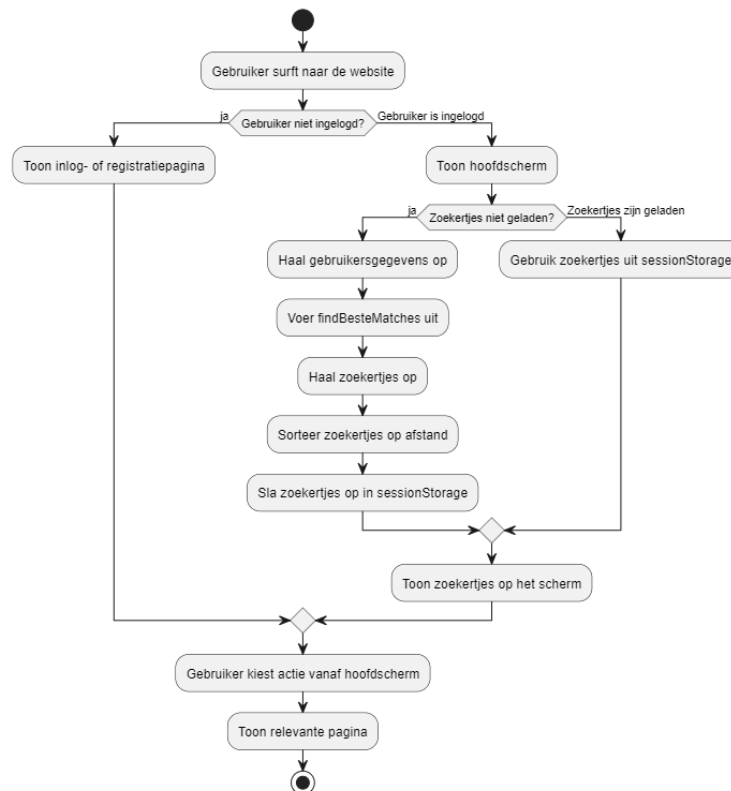 Gebruiker surft naar de website
ja
Gebruiker niet ingelogd?
Gebruiker is ingelogd
Toon inlog- of registratiepagina
Toon hoofdscherm
ja
Zoekertjes niet geladen?
Zoekertjes zijn geladen
Haal gebruikersgegevens op
Gebruik zoekertjes uit sessionStorage
Voer findBesteMatches uit
Haal zoekertjes op
Sorteer zoekertjes op afstand
Sla zoekertjes op in sessionStorage
Toon zoekertjes op het scherm
Gebruiker kiest actie vanaf hoofdscherm
Toon relevante pagina